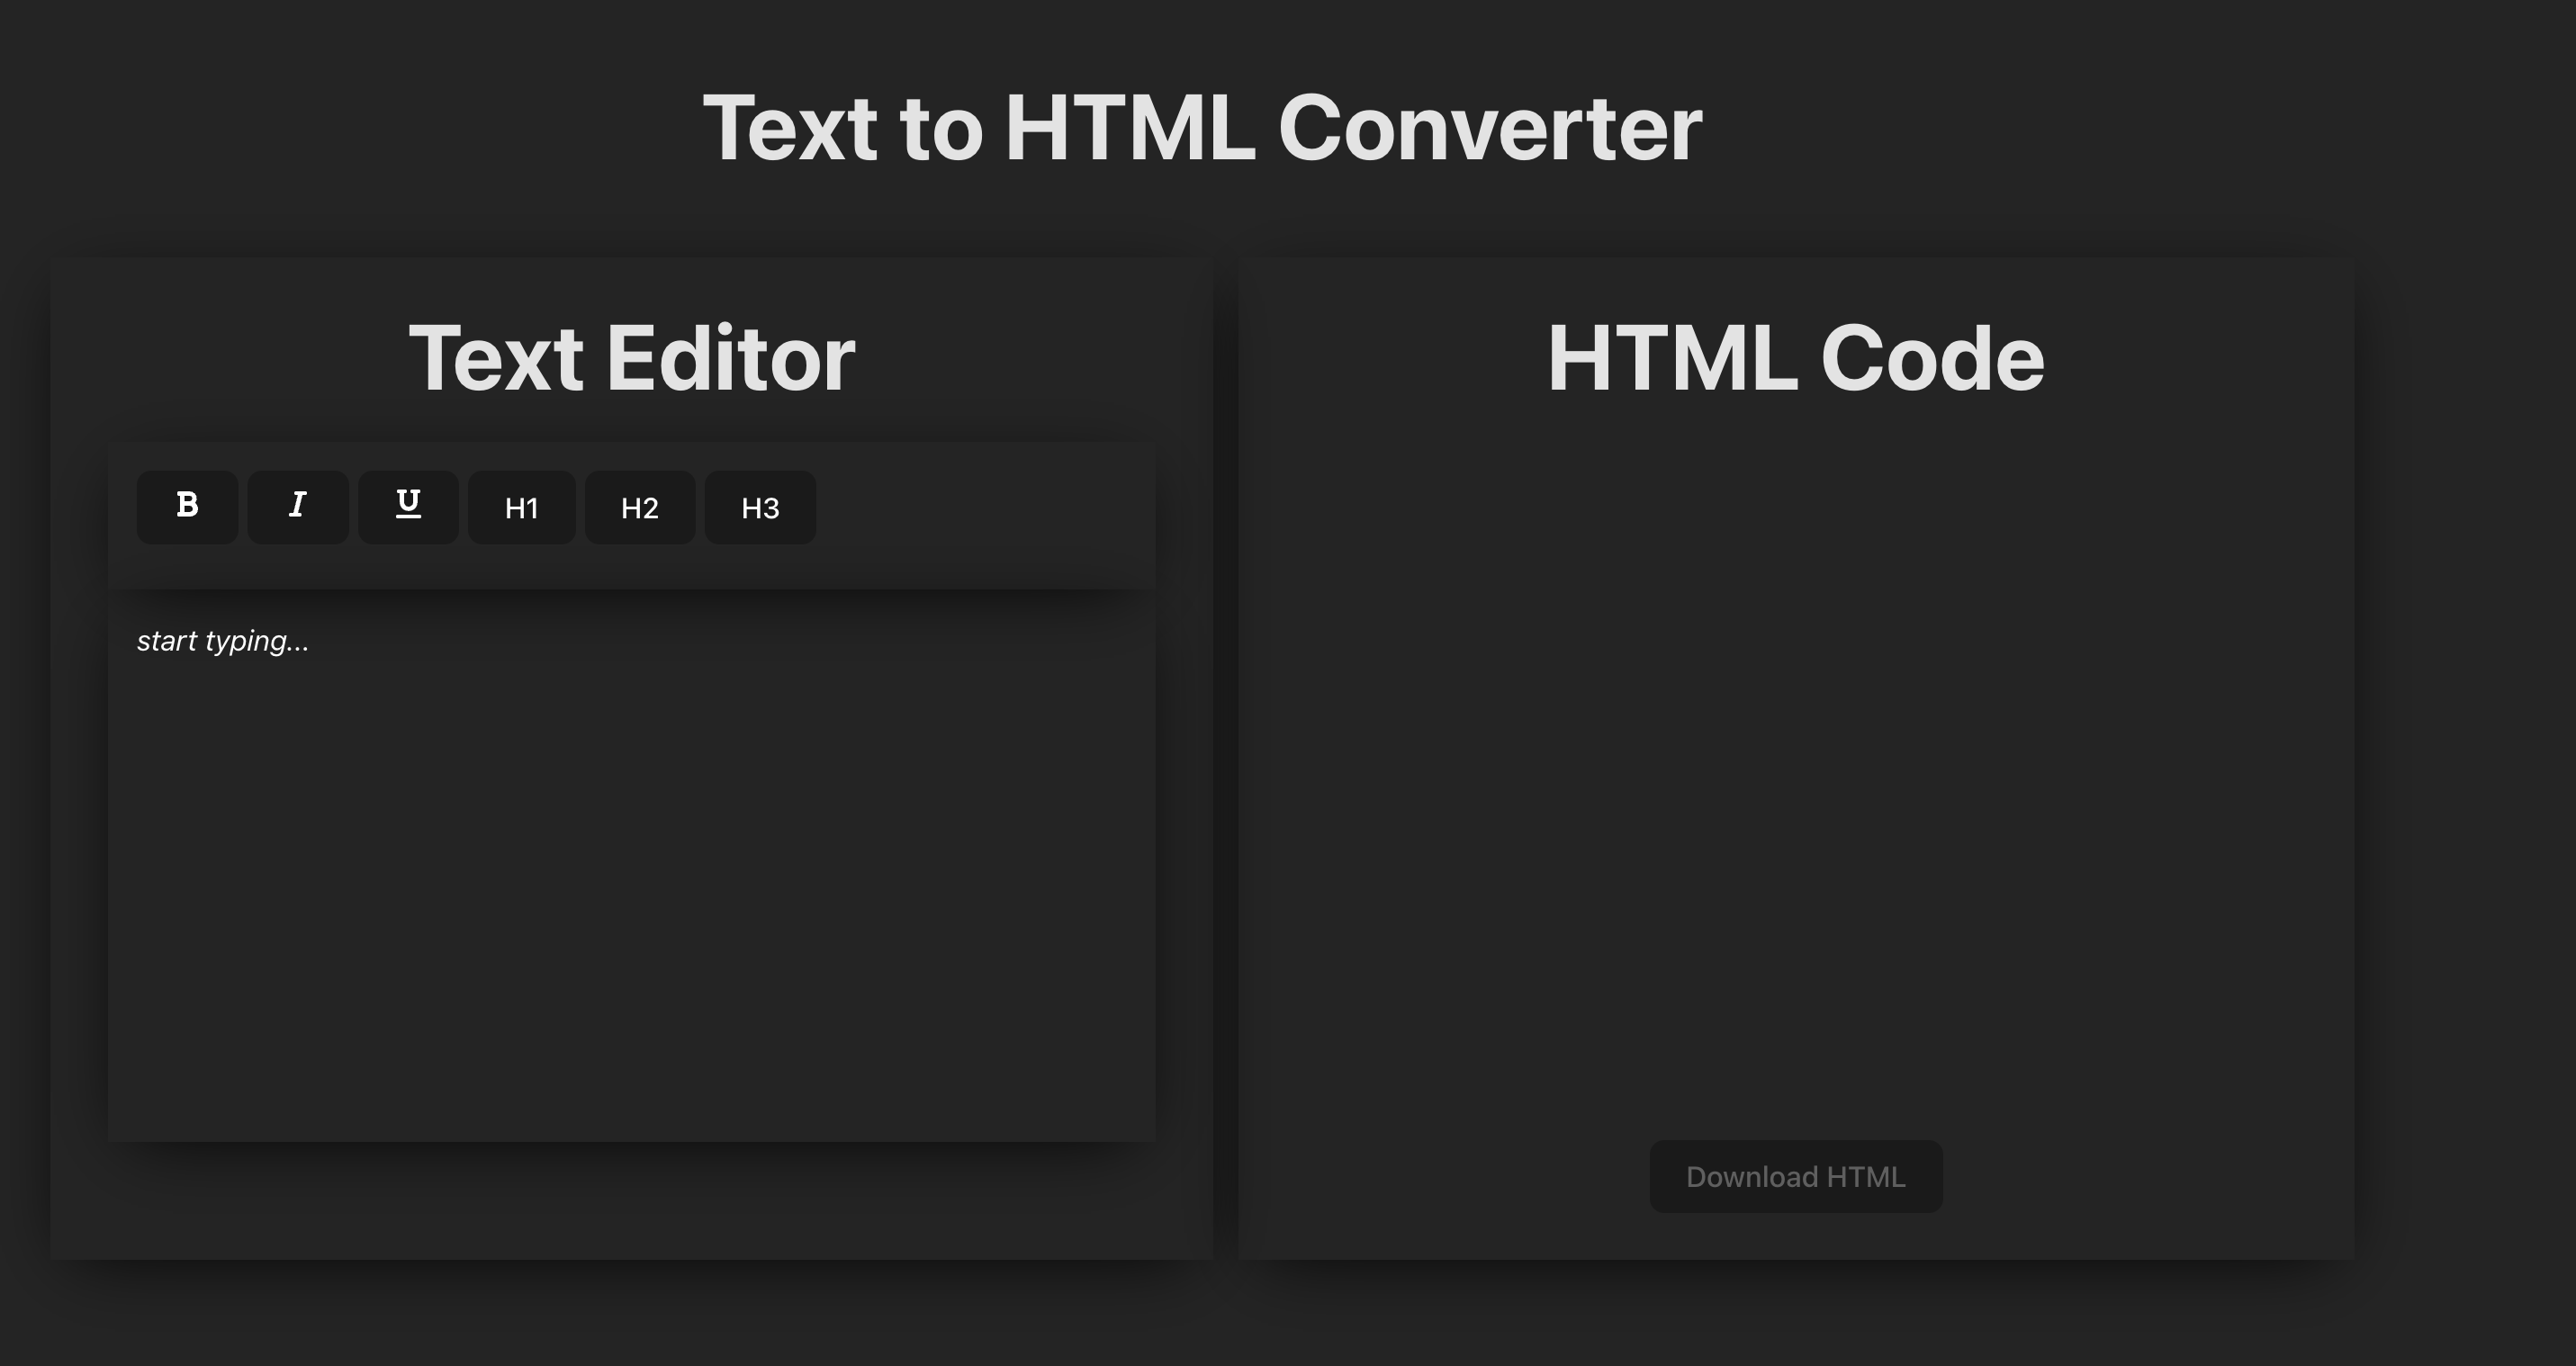 Text to HTML Converter
Text Editor
B I U H1 H2 H3
start typing...
HTML Code
Download HTML